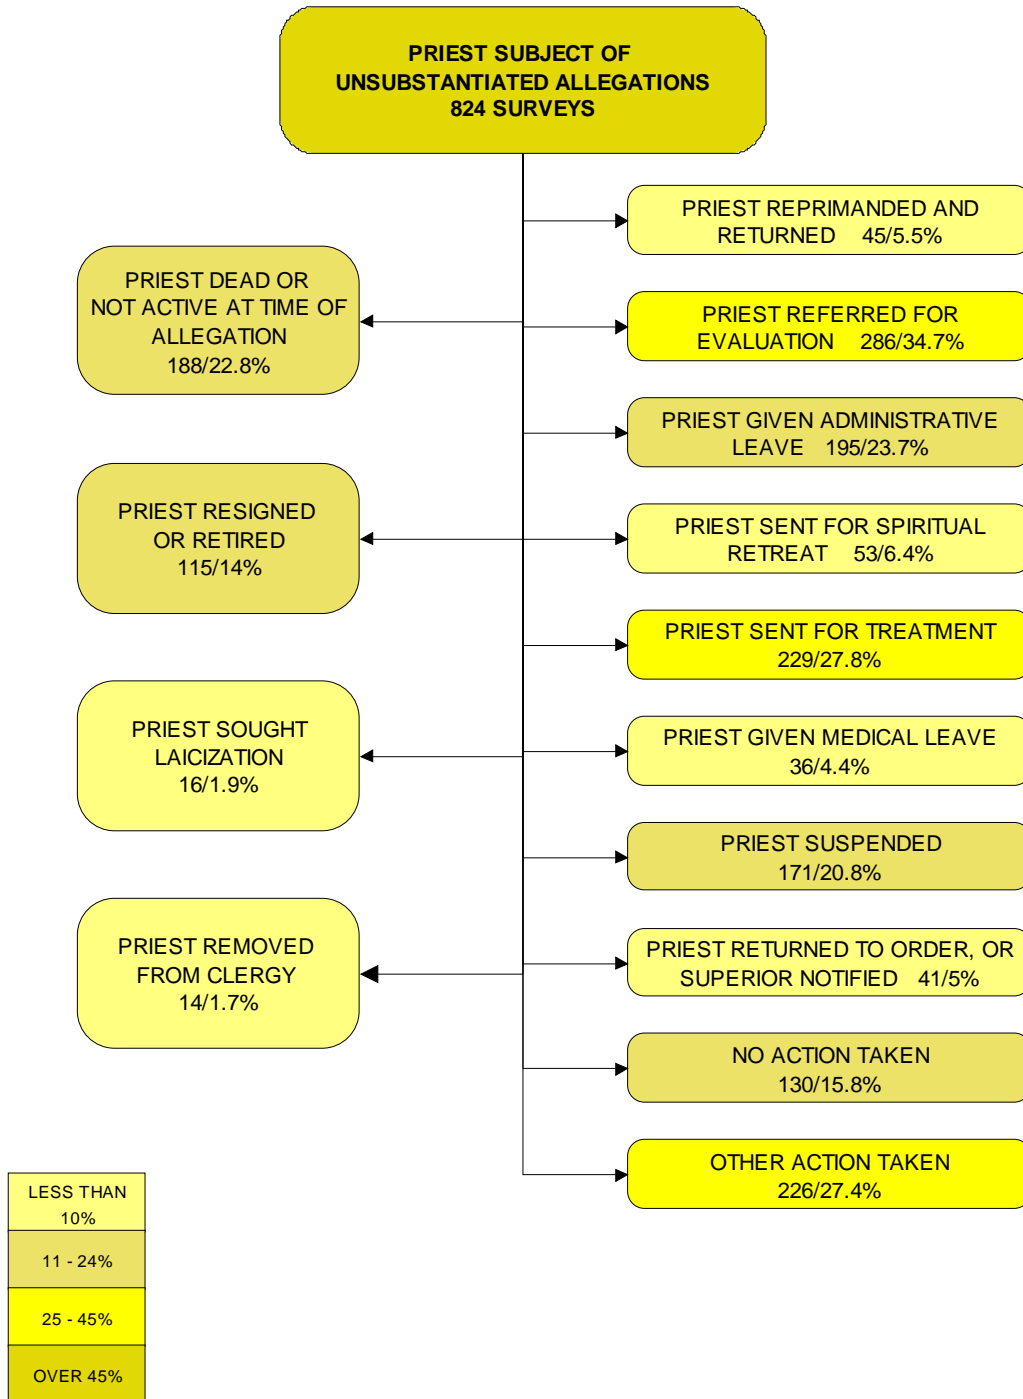 PRIEST SUBJECT OF
UNSUBSTANTIATED ALLEGATIONS
824 SURVEYS
PRIEST DEAD OR
NOT ACTIVE AT TIME OF
ALLEGATION
188/22.8%
PRIEST RESIGNED
OR RETIRED
115/14%
PRIEST SOUGHT
LAICIZATION
16/1.9%
PRIEST REMOVED
FROM CLERGY
14/1.7%
PRIEST REPRIMANDED AND
RETURNED 45/5.5%
PRIEST REFERRED FOR
EVALUATION 286/34.7%
PRIEST GIVEN ADMINISTRATIVE
LEAVE 195/23.7%
PRIEST SENT FOR SPIRITUAL
RETREAT 53/6.4%
PRIEST SENT FOR TREATMENT
229/27.8%
PRIEST GIVEN MEDICAL LEAVE
36/4.4%
PRIEST SUSPENDED
171/20.8%
PRIEST RETURNED TO ORDER, OR
SUPERIOR NOTIFIED 41/5%
NO ACTION TAKEN
130/15.8%
OTHER ACTION TAKEN
226/27.4%
LESS THAN
10%
11 - 24%
25 - 45%
OVER 45%